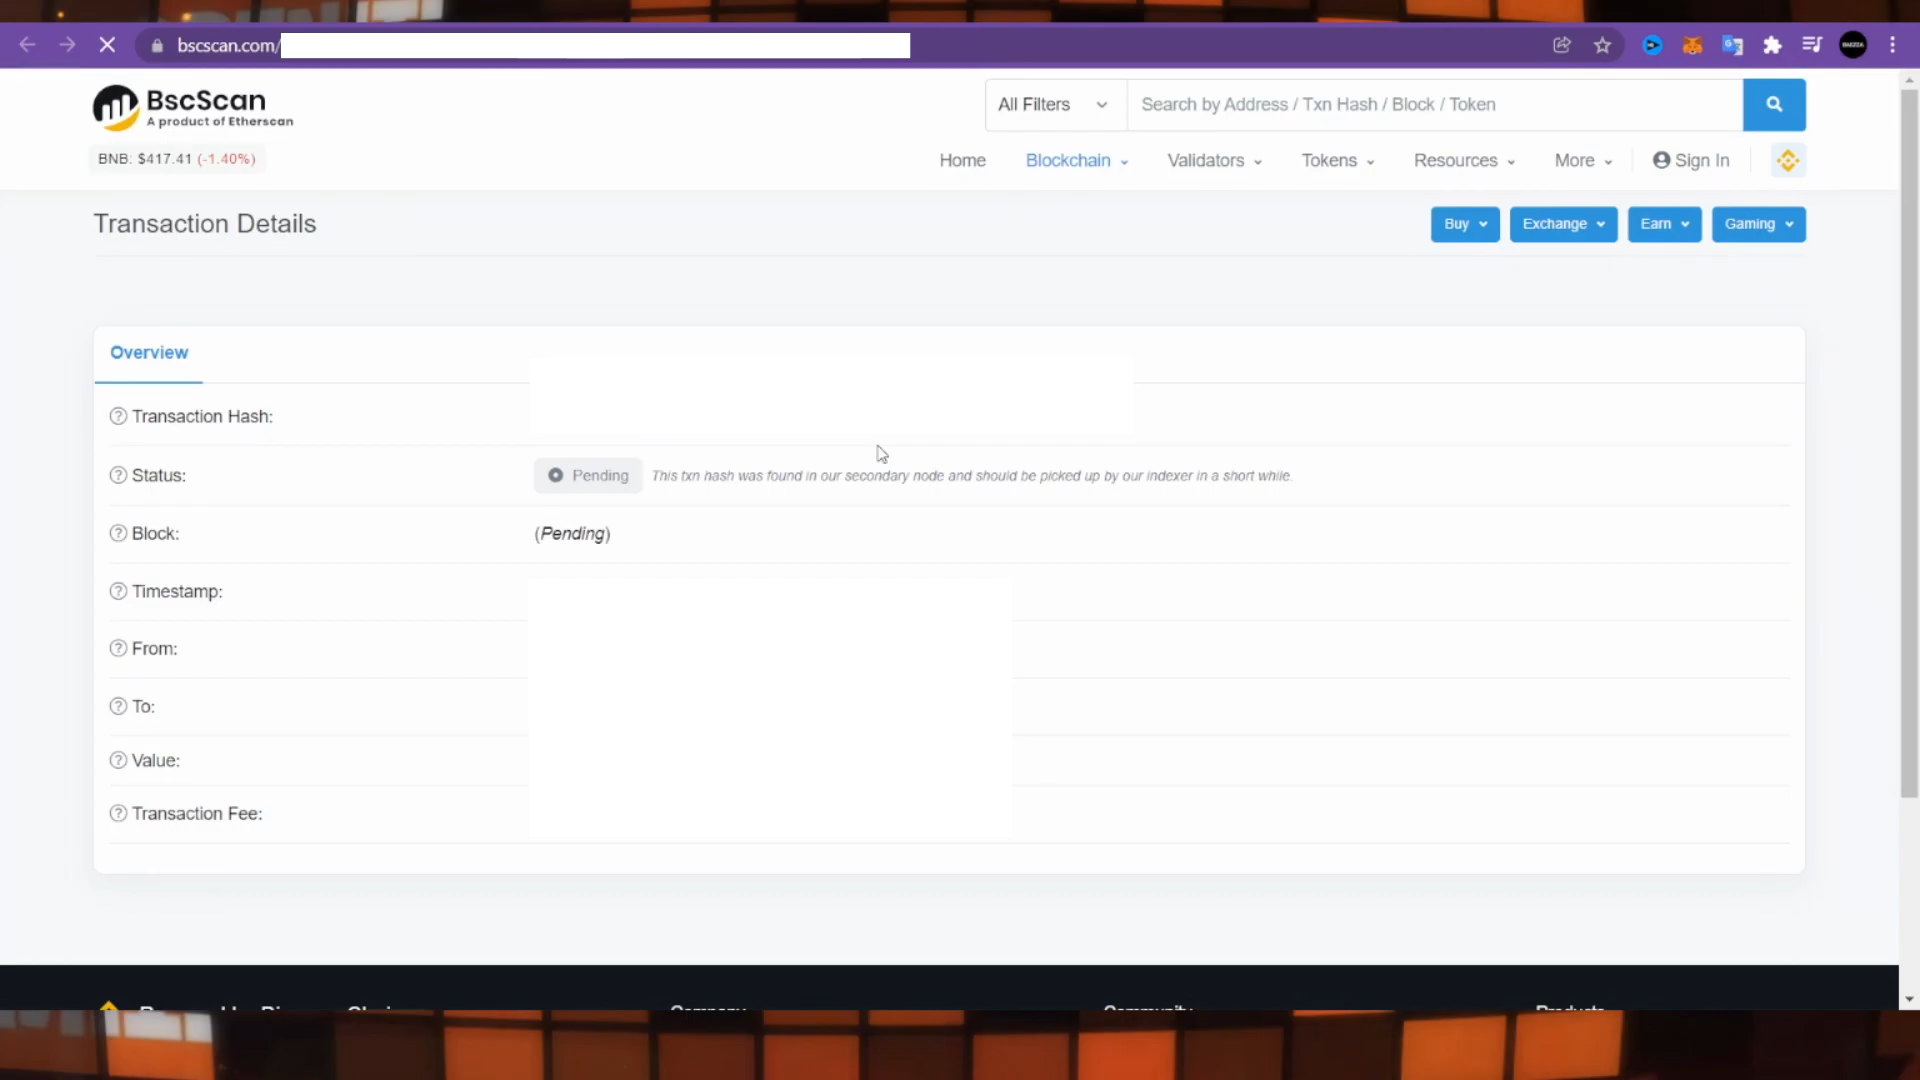 bscscan.com/
BscScan
A product of Etherscan
All Filters
Search by Address / Txn Hash / Block / Token
BNB: $417.41 (-1.40%)
Home
Blockchain
Validators
Tokens
Resources
More
Sign In
Transaction Details
Buy
Exchange
Earn
Gaming
Overview
Transaction Hash:
Status:
Pending
This txn hash was found in our secondary node and should be picked up by our indexer in a short while.
Block:
(Pending)
Timestamp:
From:
To:
Value:
Transaction Fee:
Company
Community
Products